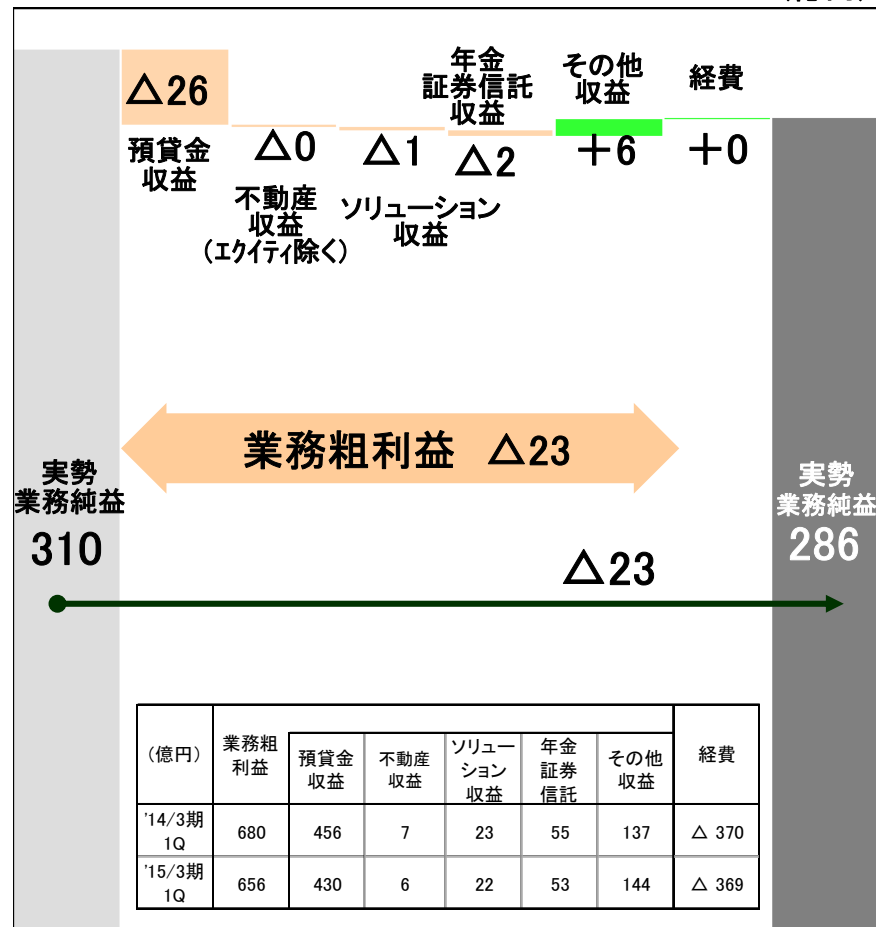 △26
預貸金
収益
△0
不動産
収益
（エクイティ除く）
△1
ソリューション
収益
年金
証券信託
収益
△2
その他
収益
＋6
経費
＋0
業務粗利益 △23
実勢
業務純益
310
実勢
業務純益
286
△23
（億円）
業務粗
利益
預貸金
収益
不動産
収益
ソリュー
ション
収益
年金
証券
信託
その他
収益
経費
'14/3期
1Q
680 456 7 23 55 137 △ 370
'15/3期
1Q
656 430 6 22 53 144 △ 369